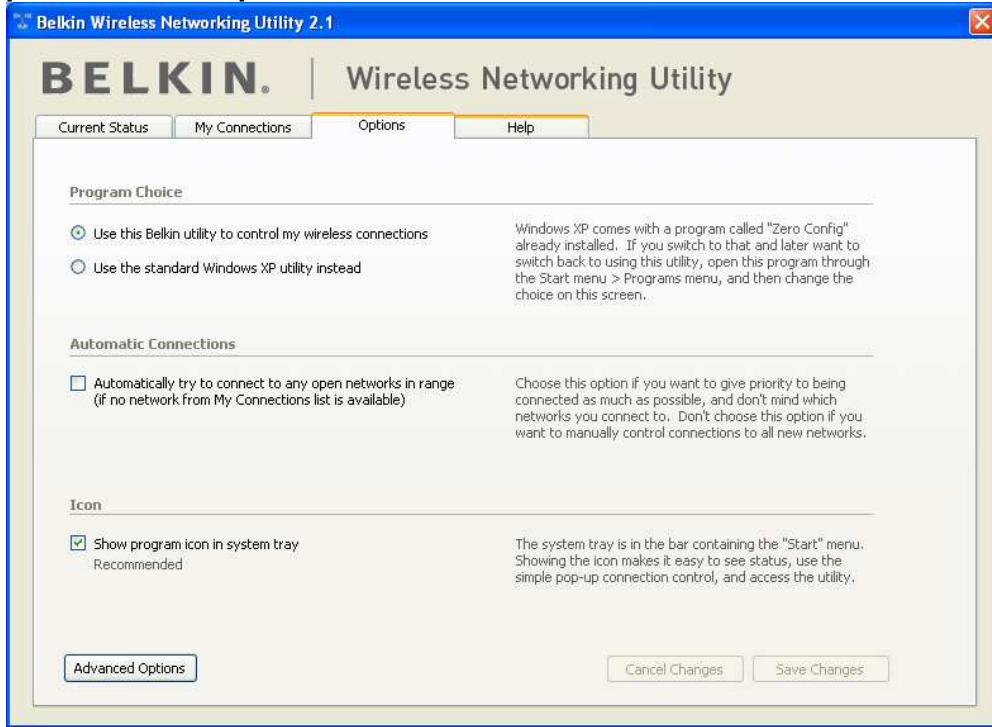 Belkin Wireless Networking Utility 2.1
BELKIN. | Wireless Networking Utility
Current Status
My Connections
Options
Help
Program Choice
Use this Belkin utility to control my wireless connections
Use the standard Windows XP utility instead
Windows XP comes with a program called "Zero Config"
already installed. If you switch to that and later want to
switch back to using this utility, open this program through
the Start menu > Programs menu, and then change the
choice on this screen.
Automatic Connections
Automatically try to connect to any open networks in range
(if no network from My Connections list is available)
Choose this option if you want to give priority to being
connected as much as possible, and don't mind which
networks you connect to. Don't choose this option if you
want to manually control connections to all new networks.
Icon
Show program icon in system tray
Recommended
The system tray is in the bar containing the "Start" menu.
Showing the icon makes it easy to see status, use the
simple pop-up connection control, and access the utility.
Advanced Options
Cancel Changes
Save Changes